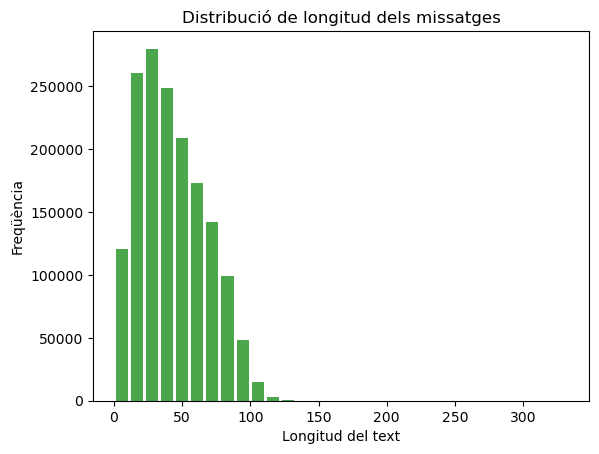 Distribució de longitud dels missatges
Freqüència
250000
200000
150000
100000
50000
0
0 50 100 150 200 250 300
Longitud del text